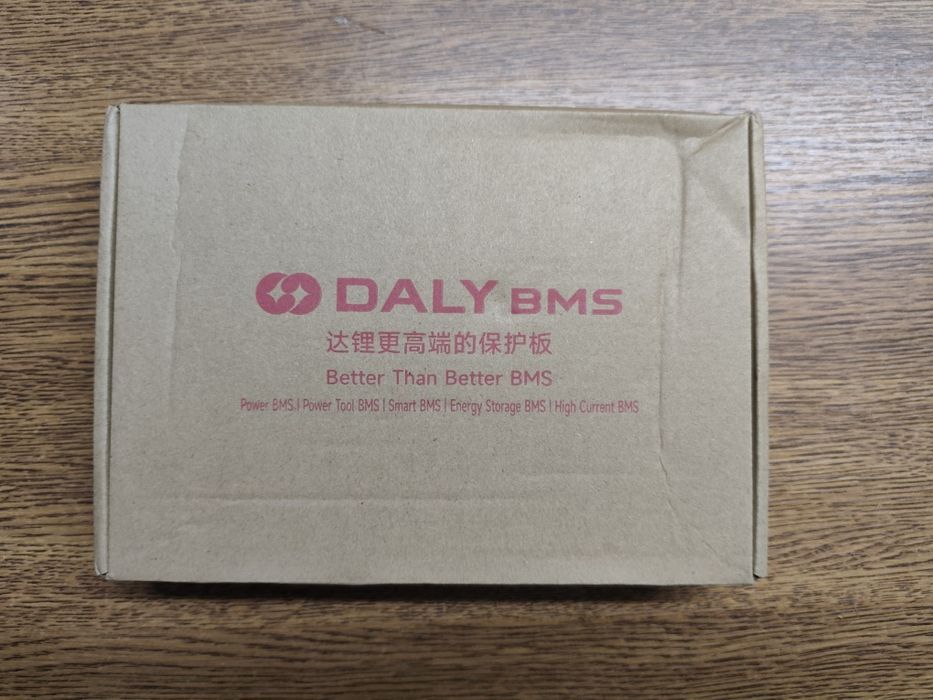 DALY BMS
达锂更高端的保护板
Better Than Better BMS
Power BMS | Power Tool BMS | Smart BMS | Energy Storage BMS | High Current BMS